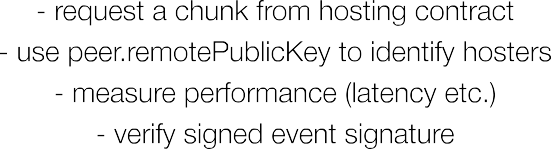 - request a chunk from hosting contract
- use peer.remotePublicKey to identify hosters
- measure performance (latency etc.)
- verify signed event signature